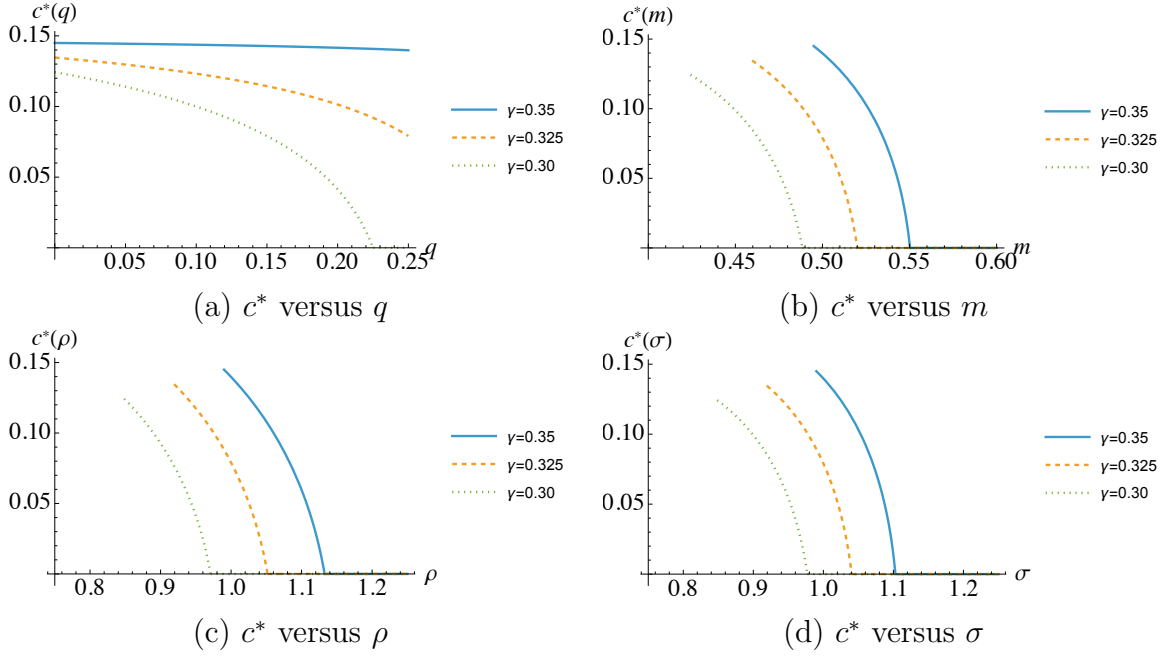 c*(q)
0.15
0.10
0.05
0.05 0.10 0.15 0.20 0.25 q
γ=0.35
γ=0.325
γ=0.30
(a) c* versus q
c*(m)
0.15
0.10
0.05
0.45 0.50 0.55 0.60 m
γ=0.35
γ=0.325
γ=0.30
(b) c* versus m
c*(ρ)
0.15
0.10
0.05
0.8 0.9 1.0 1.1 1.2 ρ
γ=0.35
γ=0.325
γ=0.30
(c) c* versus ρ
c*(σ)
0.15
0.10
0.05
0.8 0.9 1.0 1.1 1.2 σ
γ=0.35
γ=0.325
γ=0.30
(d) c* versus σ